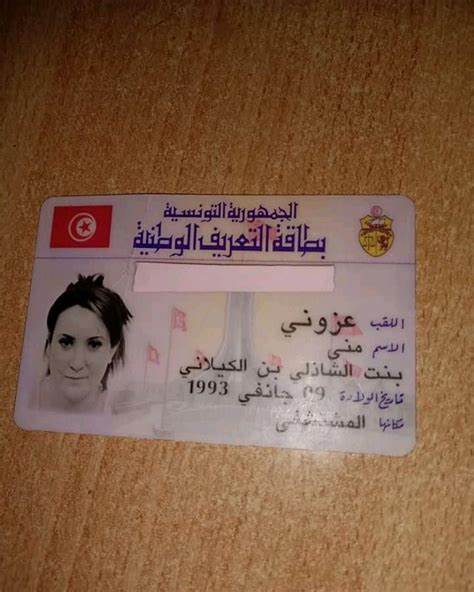 الجمهورية التونسية
بطاقة التعريف الوطنية
اللقب عزوني
الاسم منى
بنت الشاذلي بن الكيلاني
تاريخ الولادة 09 جانفي 1993
مكانها المستشفى